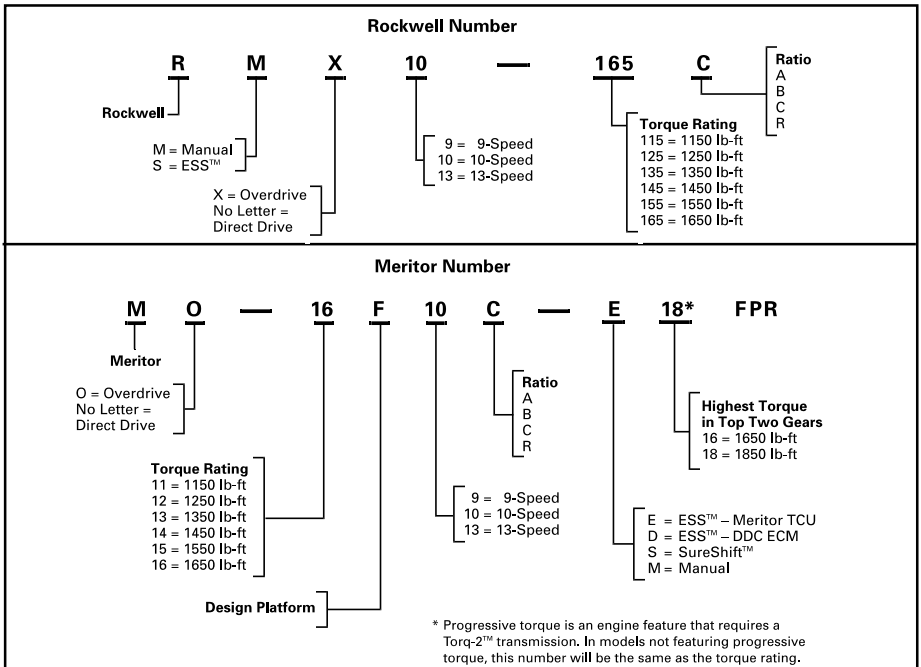 Rockwell Number
R M X 10 — 165 C
Rockwell
M = Manual
S = ESS™
X = Overdrive
No Letter =
Direct Drive
9 = 9-Speed
10 = 10-Speed
13 = 13-Speed
Torque Rating
115 = 1150 lb-ft
125 = 1250 lb-ft
135 = 1350 lb-ft
145 = 1450 lb-ft
155 = 1550 lb-ft
165 = 1650 lb-ft
Ratio
A
B
C
R
Meritor Number
M O — 16 F 10 C — E 18* FPR
Meritor
O = Overdrive
No Letter =
Direct Drive
Torque Rating
11 = 1150 lb-ft
12 = 1250 lb-ft
13 = 1350 lb-ft
14 = 1450 lb-ft
15 = 1550 lb-ft
16 = 1650 lb-ft
Design Platform
9 = 9-Speed
10 = 10-Speed
13 = 13-Speed
Ratio
A
B
C
R
E = ESS™ – Meritor TCU
D = ESS™ – DDC ECM
S = SureShift™
M = Manual
Highest Torque
in Top Two Gears
16 = 1650 lb-ft
18 = 1850 lb-ft
* Progressive torque is an engine feature that requires a
Torq-2™ transmission. In models not featuring progressive
torque, this number will be the same as the torque rating.